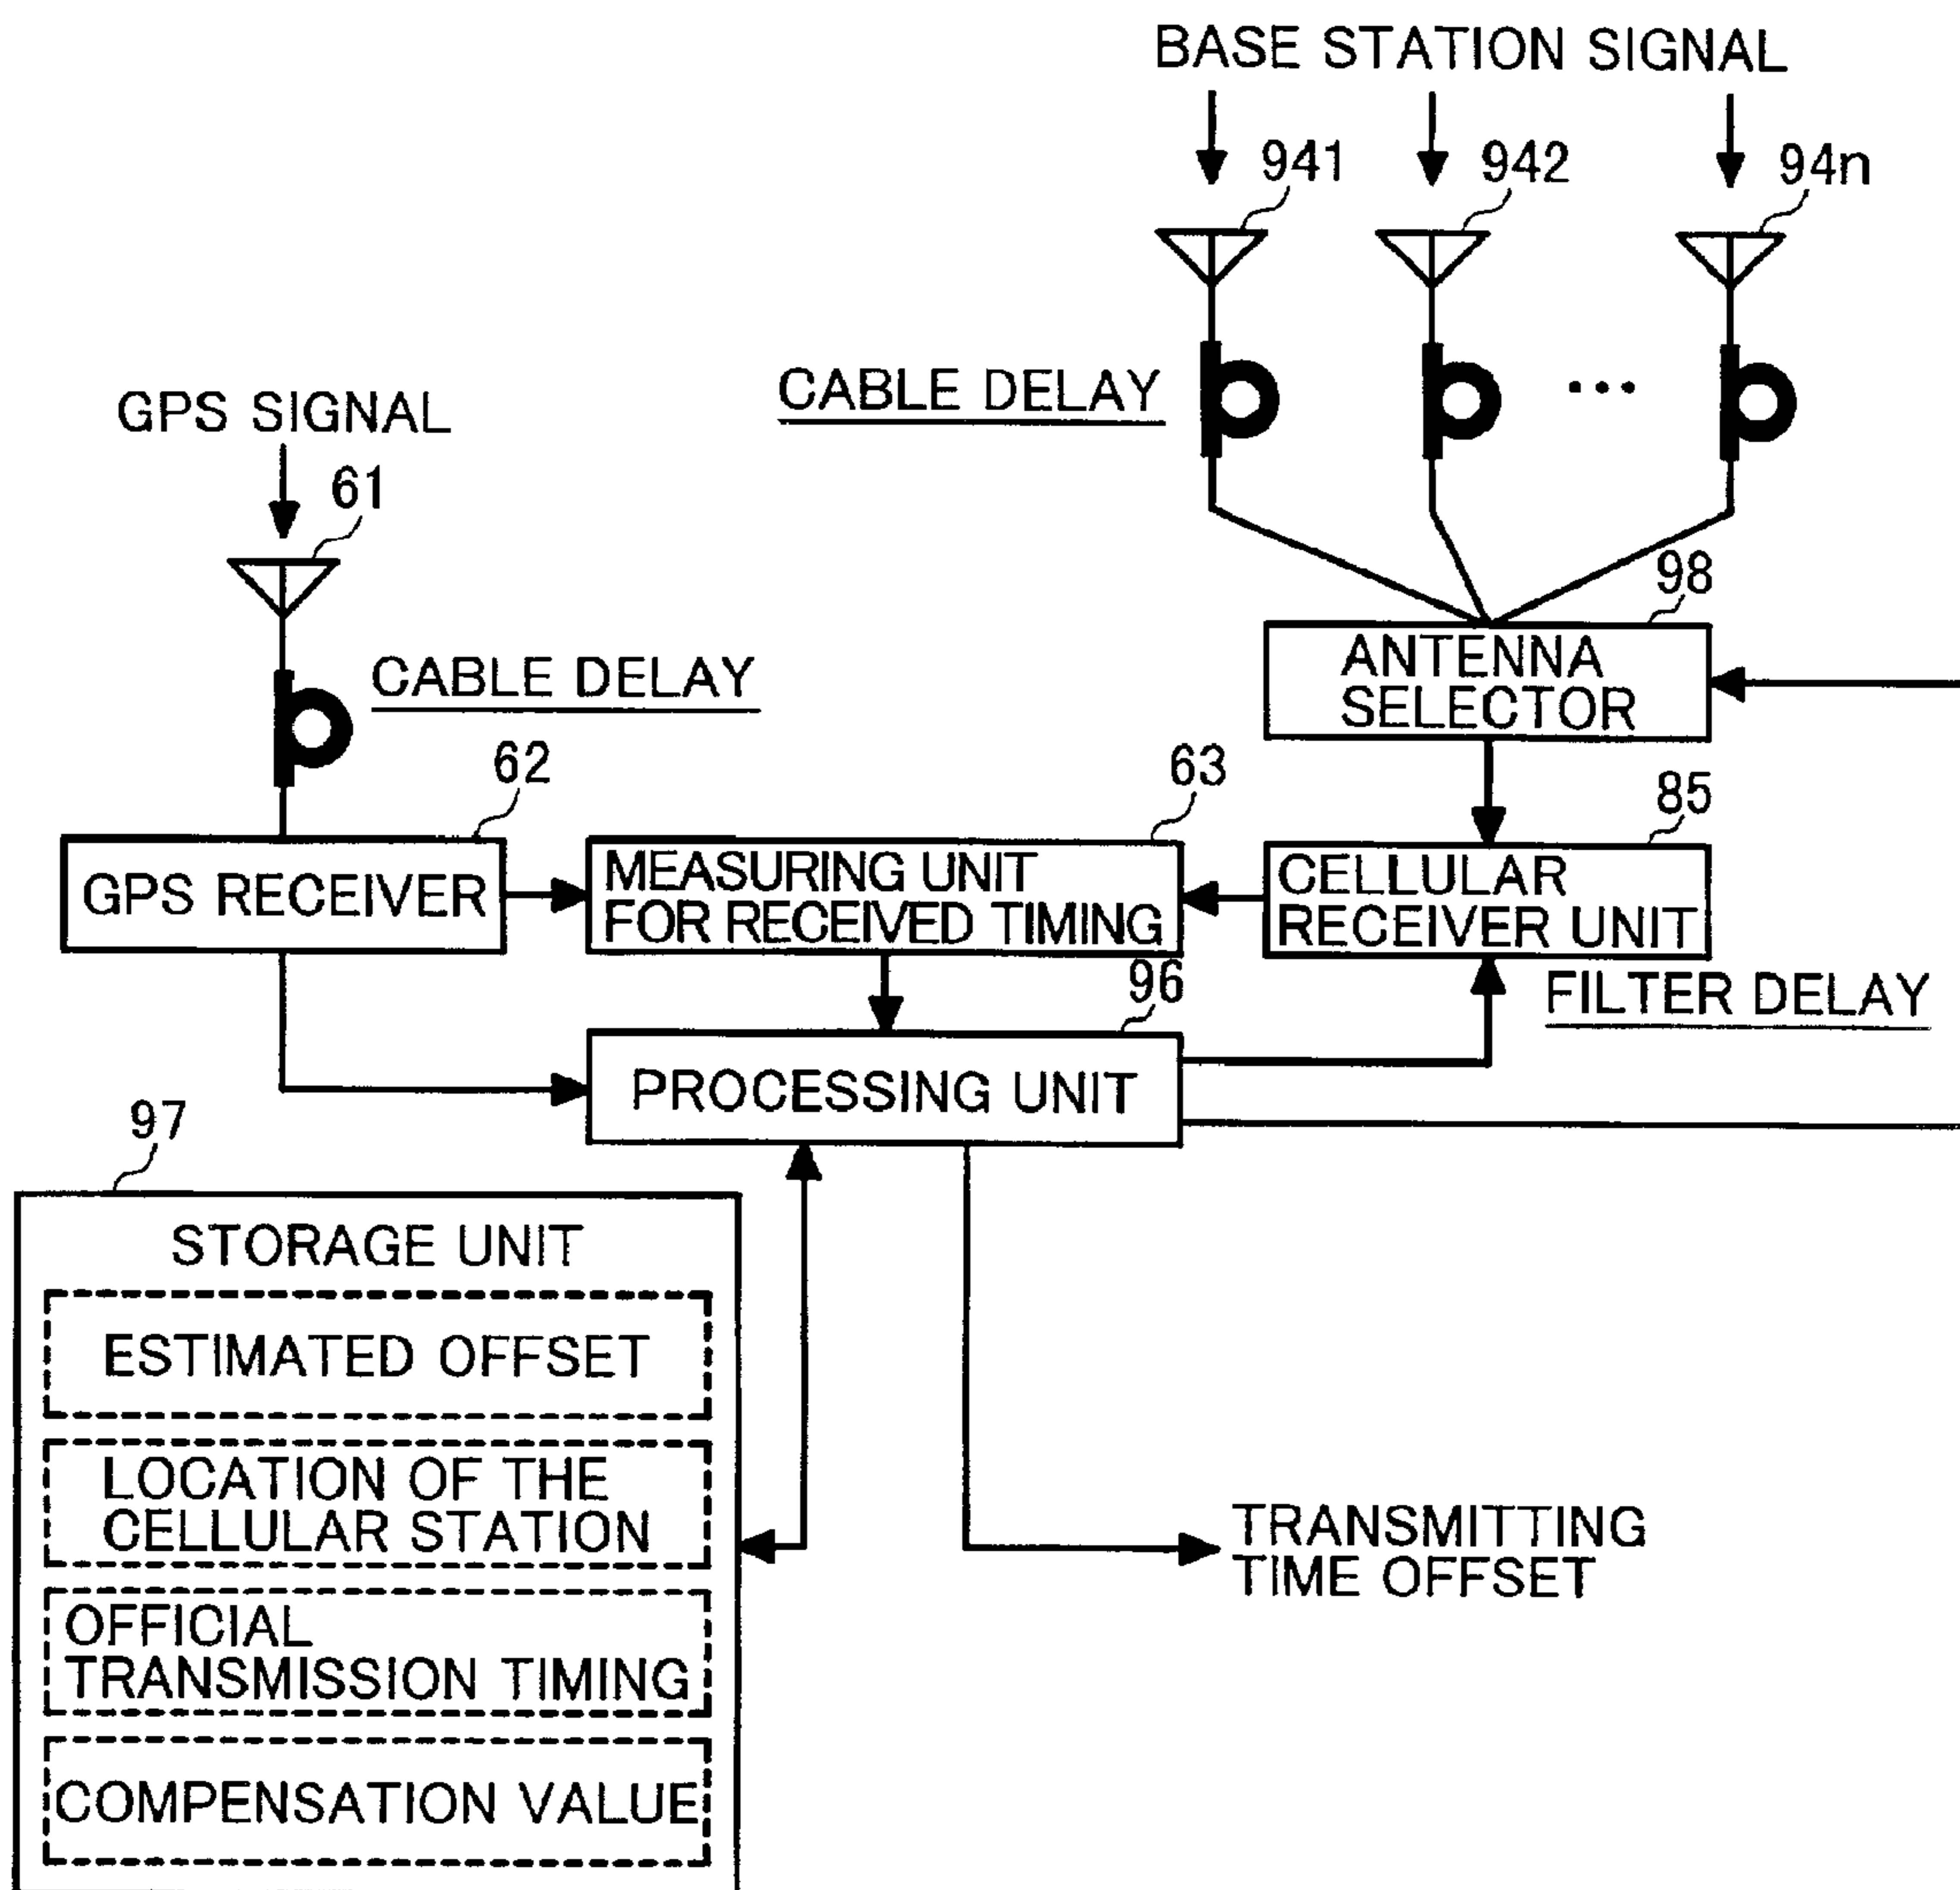 BASE STATION SIGNAL
941
942
94n
CABLE DELAY
...
GPS SIGNAL
61
98
ANTENNA
SELECTOR
CABLE DELAY
62
63
85
GPS RECEIVER
MEASURING UNIT
FOR RECEIVED TIMING
CELLULAR
RECEIVER UNIT
96
FILTER DELAY
PROCESSING UNIT
97
STORAGE UNIT
ESTIMATED OFFSET
LOCATION OF THE
CELLULAR STATION
TRANSMITTING
TIME OFFSET
OFFICIAL
TRANSMISSION TIMING
COMPENSATION VALUE